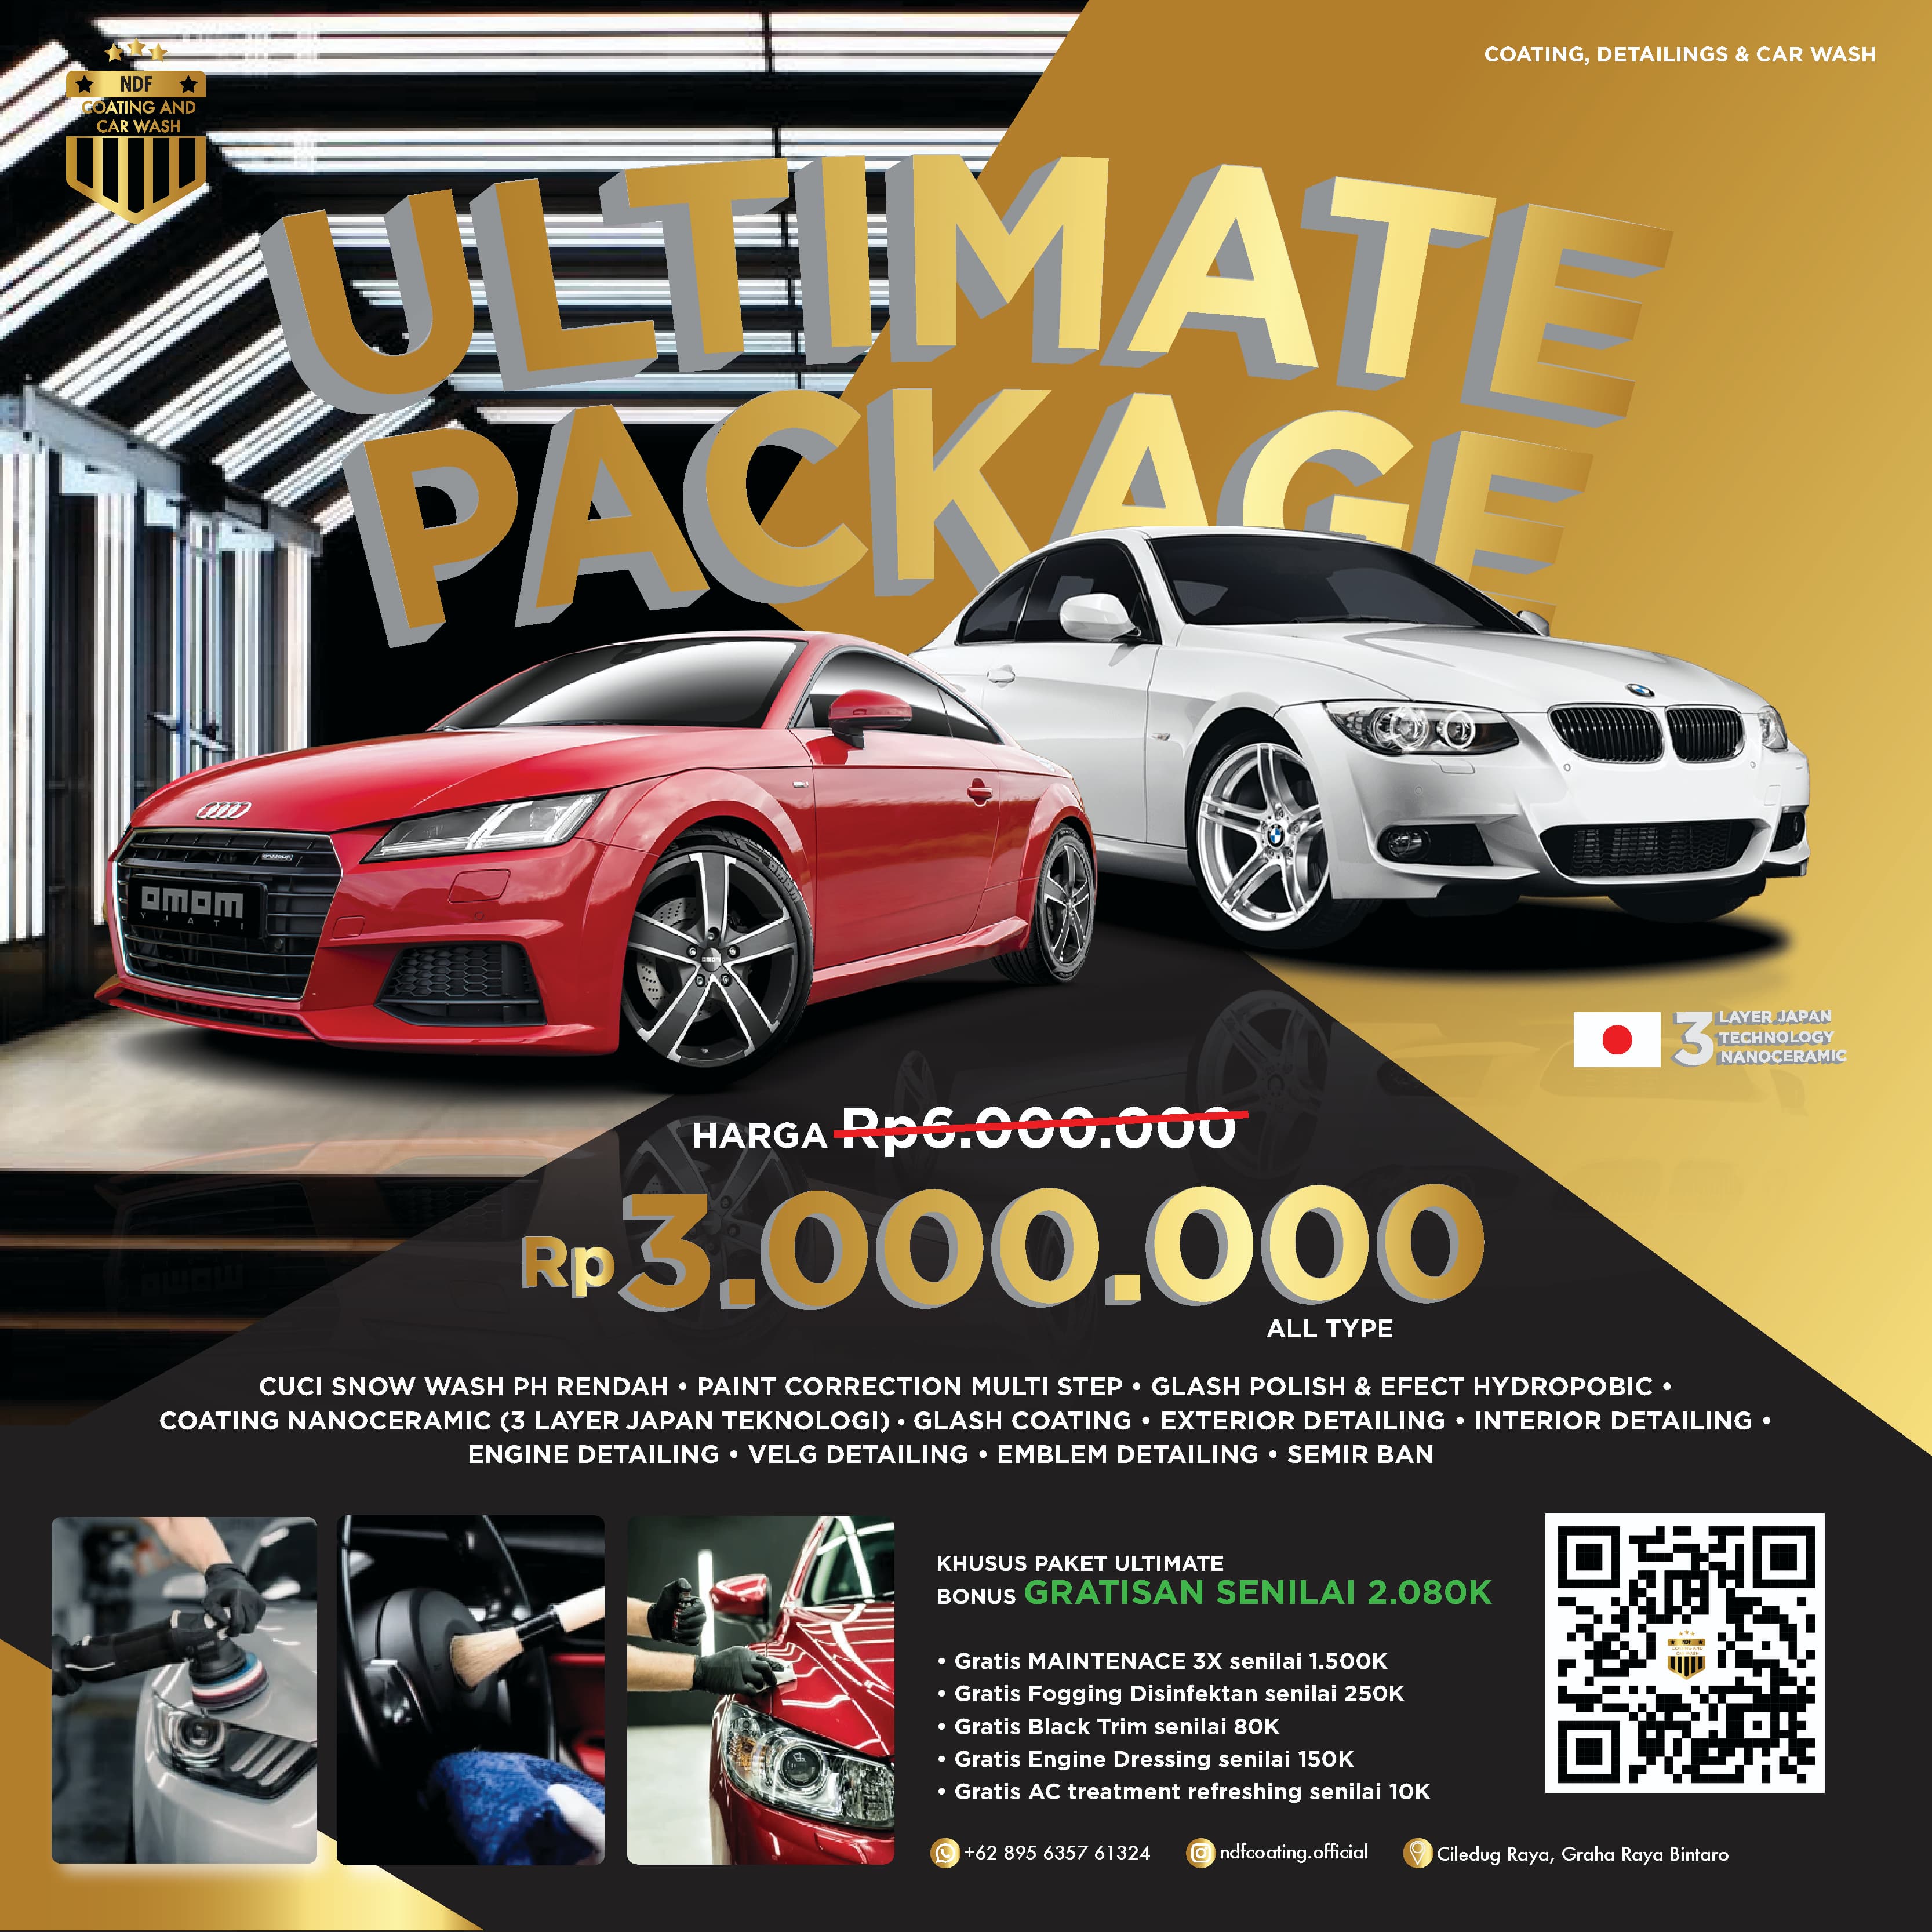 NDF
COATING AND
CAR WASH
COATING, DETAILINGS & CAR WASH
ULTIMATE
PACKAGE
momo
ITALY
3 LAYER JAPAN
TECHNOLOGY
NANOCERAMIC
HARGA Rp6.000.000
Rp3.000.000
ALL TYPE
CUCI SNOW WASH PH RENDAH • PAINT CORRECTION MULTI STEP • GLASH POLISH & EFECT HYDROPOBIC •
COATING NANOCERAMIC (3 LAYER JAPAN TEKNOLOGI) • GLASH COATING • EXTERIOR DETAILING • INTERIOR DETAILING •
ENGINE DETAILING • VELG DETAILING • EMBLEM DETAILING • SEMIR BAN
KHUSUS PAKET ULTIMATE
BONUS GRATISAN SENILAI 2.080K
• Gratis MAINTENACE 3X senilai 1.500K
• Gratis Fogging Disinfektan senilai 250K
• Gratis Black Trim senilai 80K
• Gratis Engine Dressing senilai 150K
• Gratis AC treatment refreshing senilai 10K
NDF
+62 895 6357 61324
ndfcoating.official
Ciledug Raya, Graha Raya Bintaro